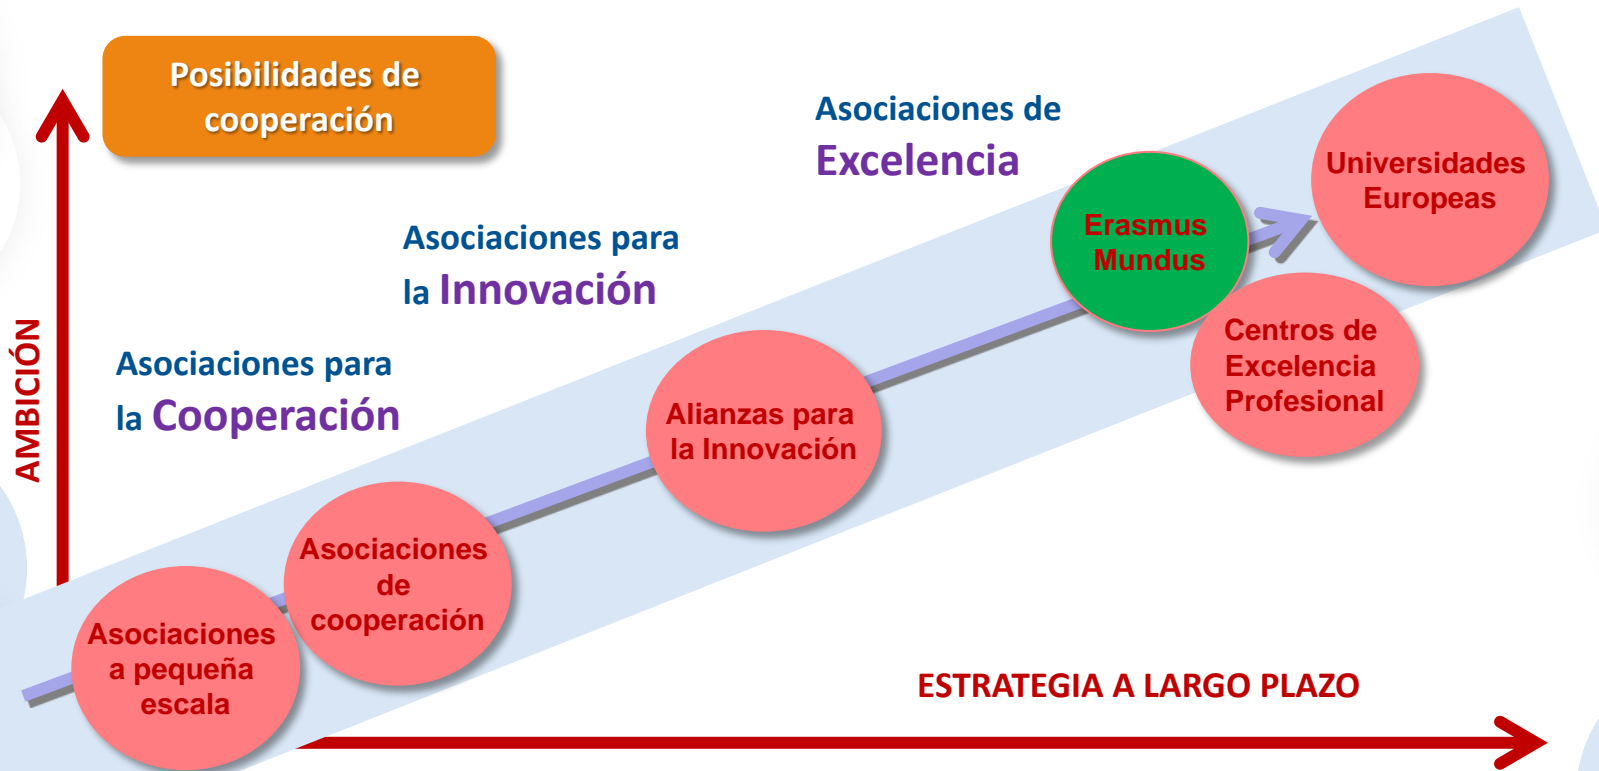 Posibilidades de
cooperación
Asociaciones de
Excelencia
Universidades
Europeas
Erasmus
Mundus
Asociaciones para
la Innovación
Centros de
Excelencia
Profesional
AMBICIÓN
Asociaciones para
la Cooperación
Alianzas para
la Innovación
Asociaciones
de
cooperación
Asociaciones
a pequeña
escala
ESTRATEGIA A LARGO PLAZO